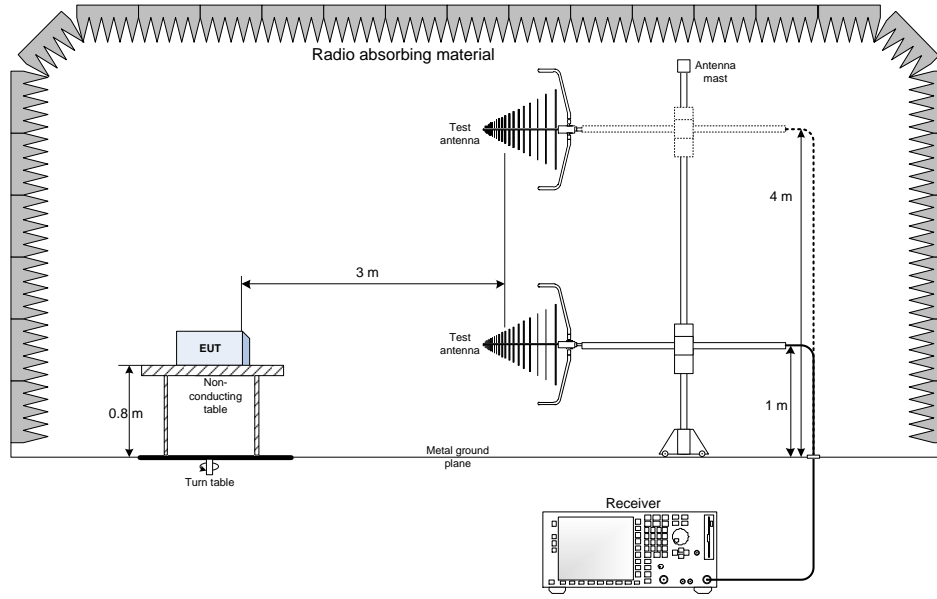 Radio absorbing material
Antenna
mast
Test
antenna
4 m
3 m
Test
antenna
EUT
Non-
conducting
table
0.8 m
1 m
Metal ground
plane
Turn table
Receiver